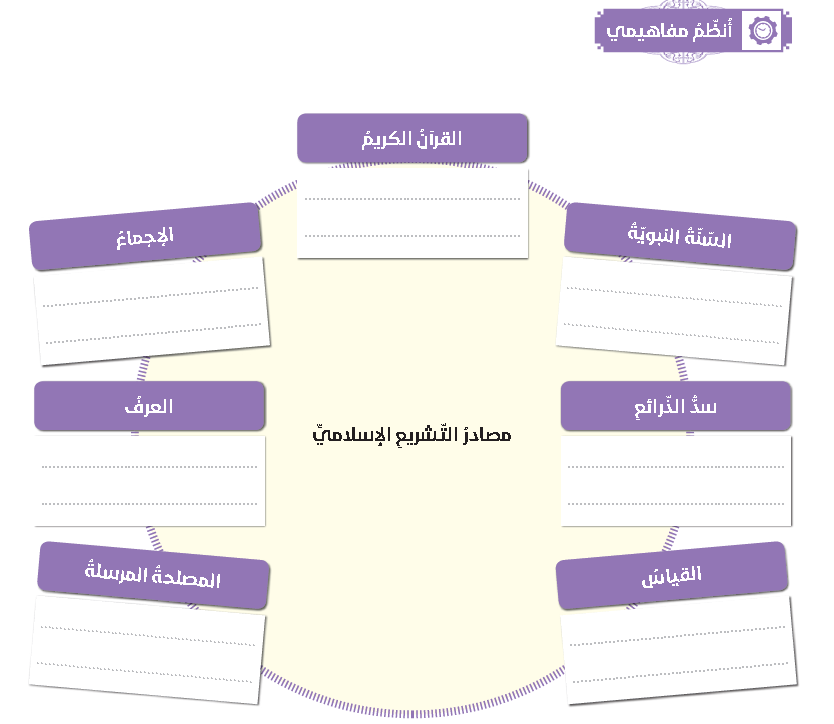 أُنظِّمُ مفاهيمي
القرآنُ الكريمُ
السّنّةُ النبويّةُ
الإجماعُ
سدُّ الذّرائعِ
العرفُ
مصادرُ التّشريعِ الإسلاميِّ
القياسُ
المصلحةُ المرسلةُ